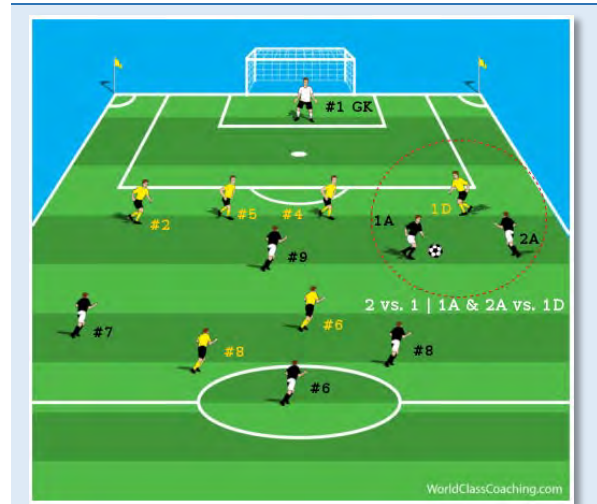 #1 GK
#2
#5
#4
1A
1D
2A
#9
2 vs. 1 | 1A & 2A vs. 1D
#7
#6
#8
#8
#6
WorldClassCoaching.com